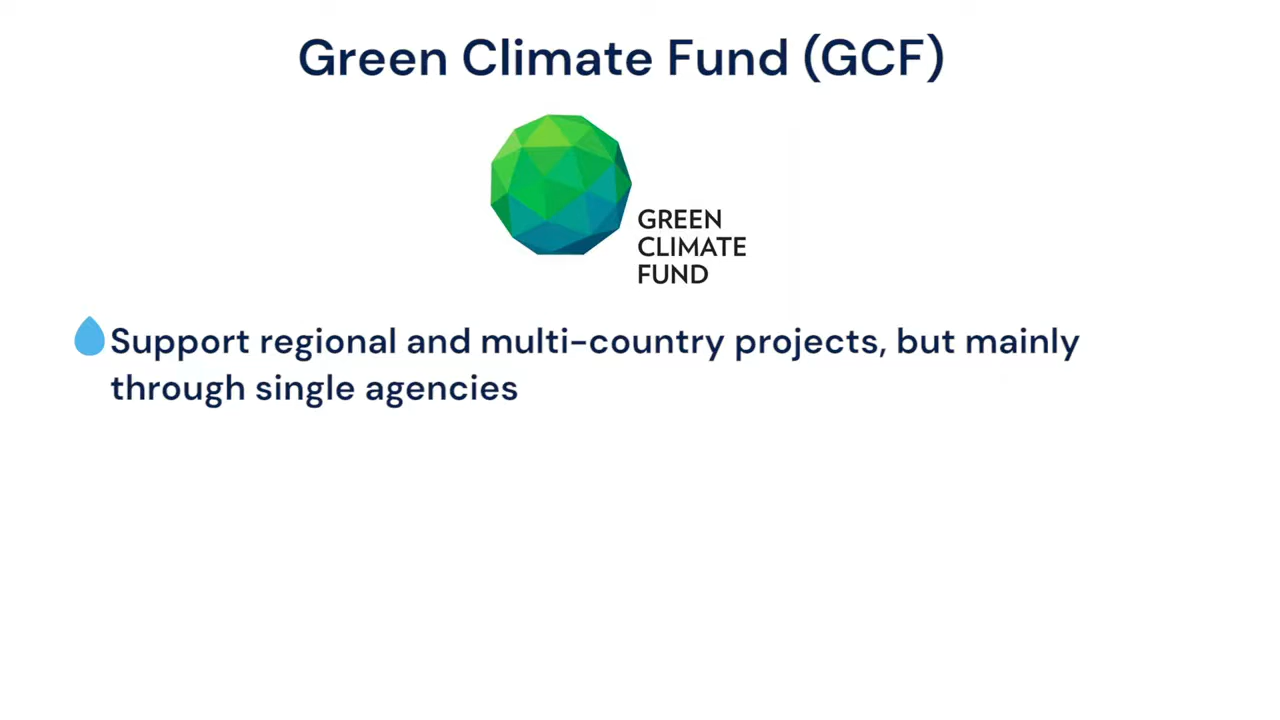 Green Climate Fund (GCF)
GREEN
CLIMATE
FUND
Support regional and multi-country projects, but mainly
through single agencies